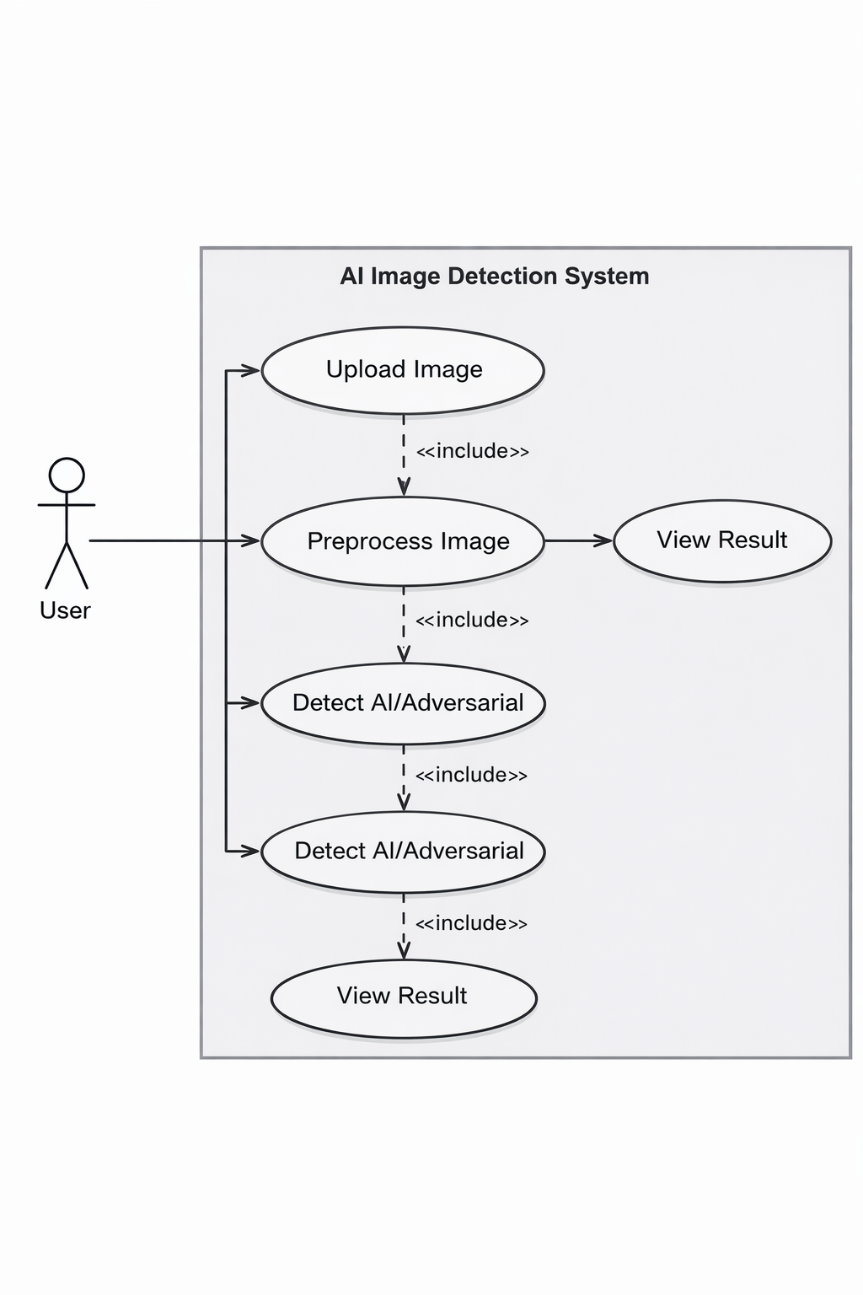 AI Image Detection System
Upload Image
<<include>>
Preprocess Image
View Result
User
<<include>>
Detect AI/Adversarial
<<include>>
Detect AI/Adversarial
<<include>>
View Result